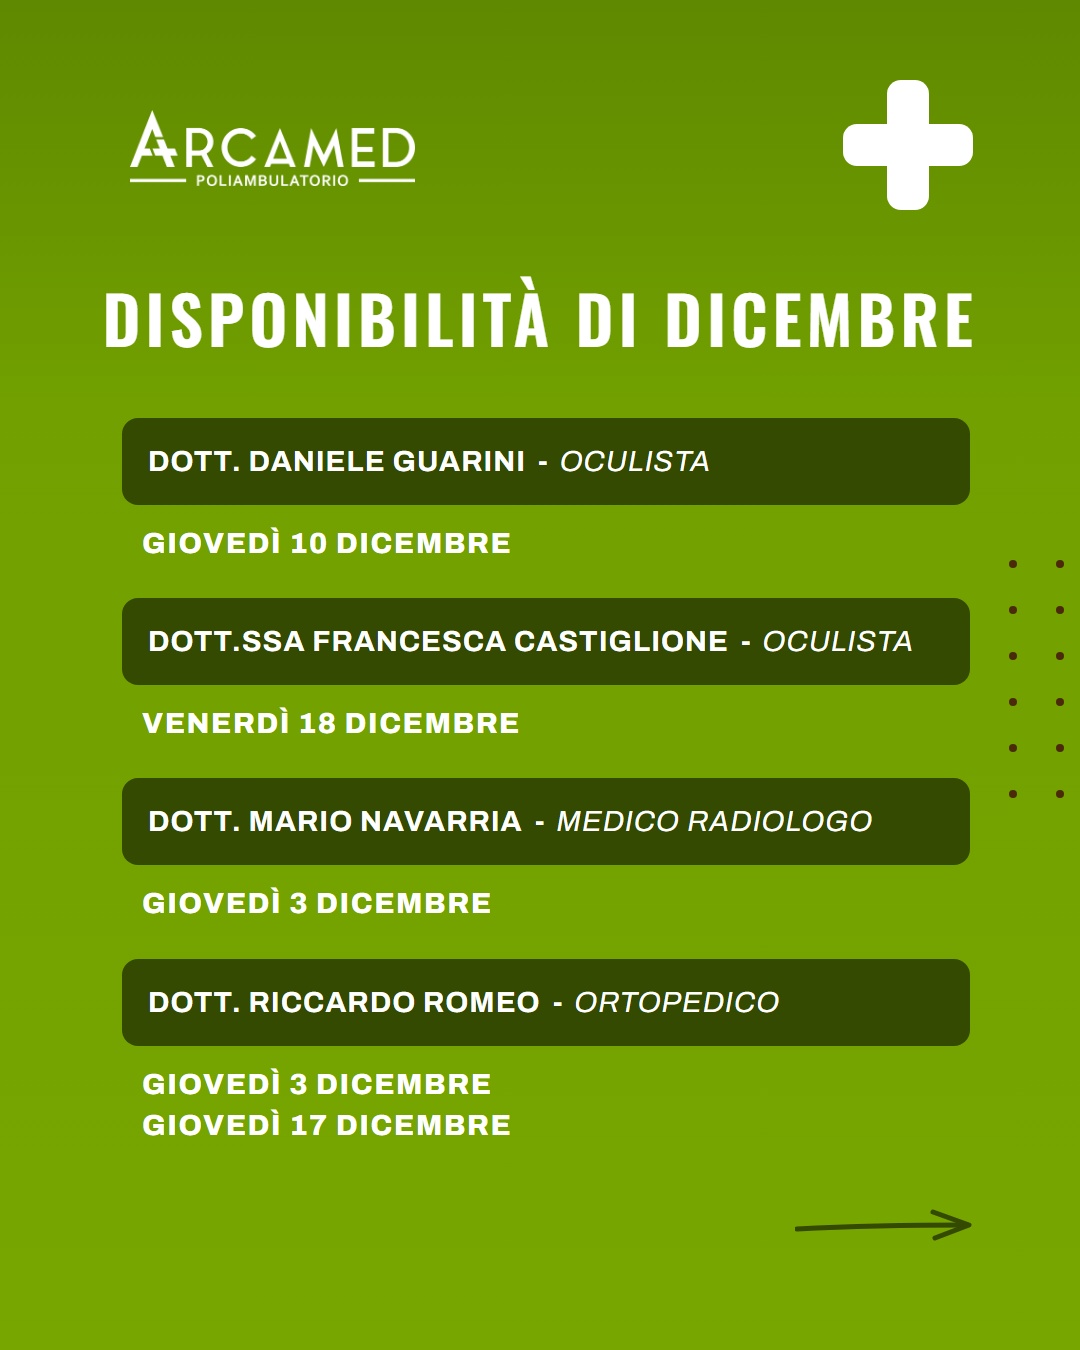 ARCAMED
POLIAMBULATORIO
DISPONIBILITÀ DI DICEMBRE
DOTT. DANIELE GUARINI - OCULISTA
GIOVEDÌ 10 DICEMBRE
DOTT.SSA FRANCESCA CASTIGLIONE - OCULISTA
VENERDÌ 18 DICEMBRE
DOTT. MARIO NAVARRIA - MEDICO RADIOLOGO
GIOVEDÌ 3 DICEMBRE
DOTT. RICCARDO ROMEO - ORTOPEDICO
GIOVEDÌ 3 DICEMBRE
GIOVEDÌ 17 DICEMBRE